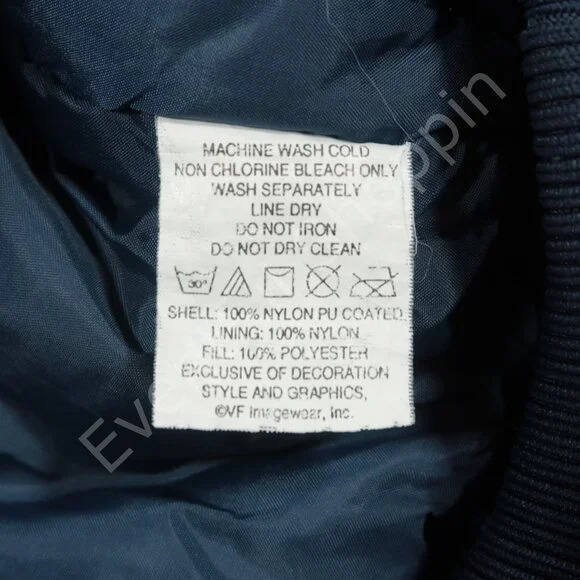 MACHINE WASH COLD
NON CHLORINE BLEACH ONLY
WASH SEPARATELY
LINE DRY
DO NOT IRON
DO NOT DRY CLEAN
30°
SHELL: 100% NYLON PU COATED
LINING: 100% NYLON
FILL: 100% POLYESTER
EXCLUSIVE OF DECORATION
STYLE AND GRAPHICS,
©VF Imagewear, Inc.